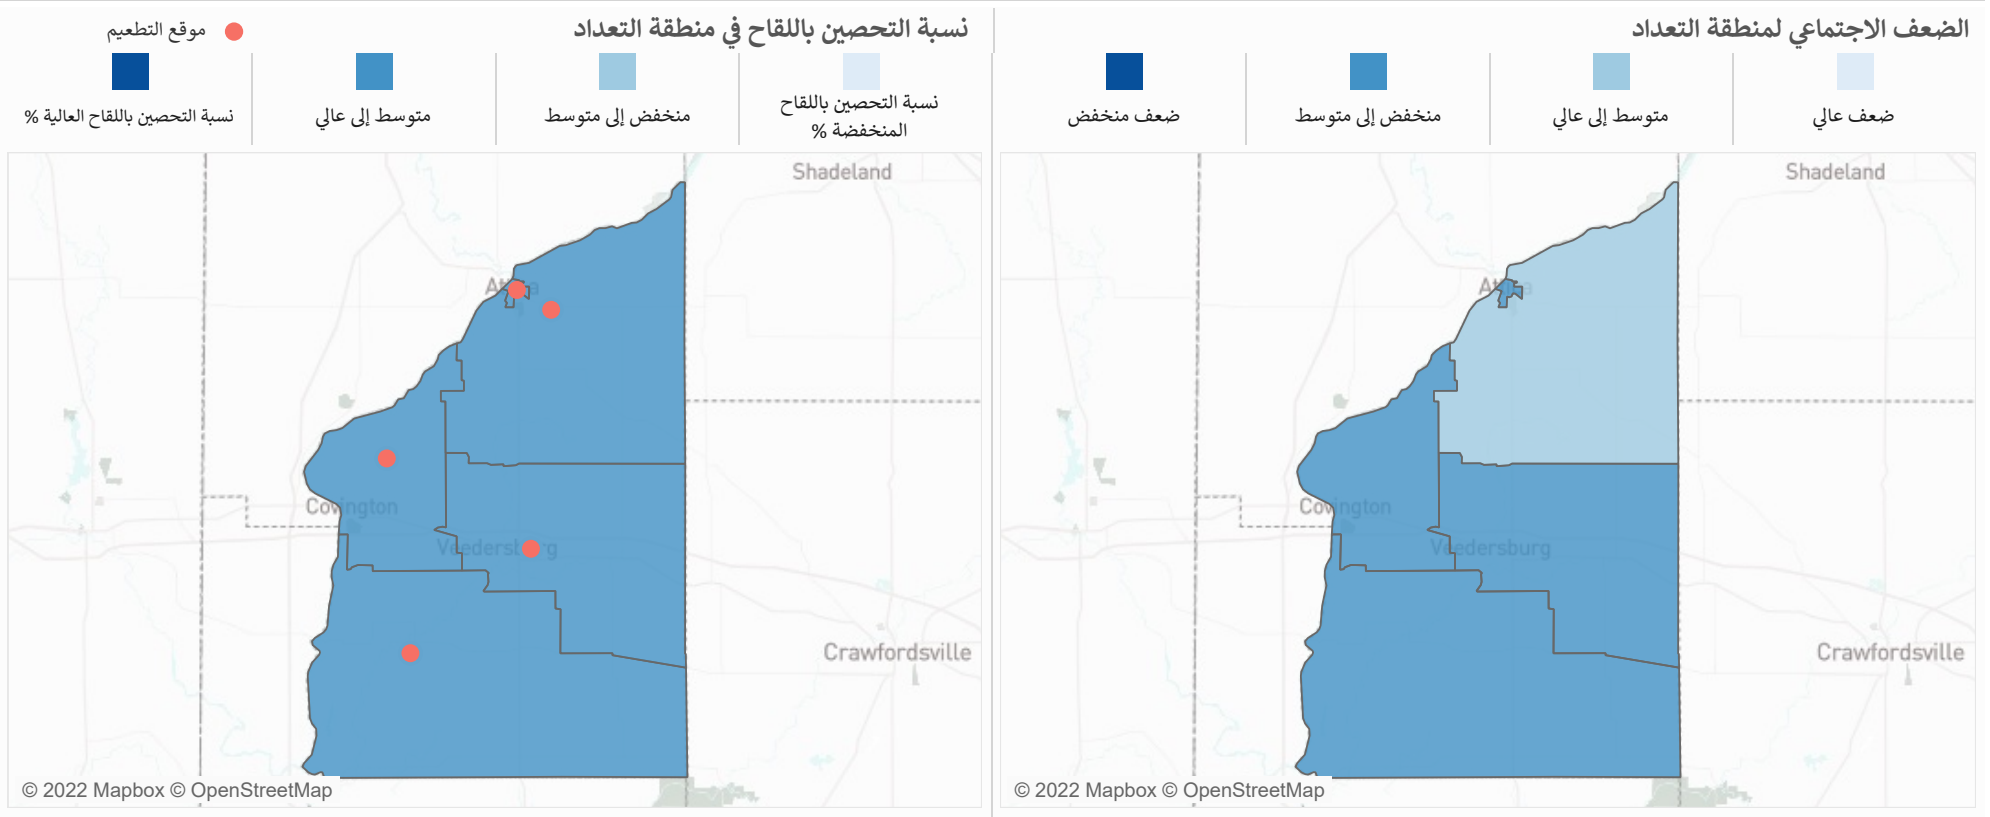 الضعف الاجتماعي لمنطقة التعداد
ضعف عالي
متوسط إلى عالي
منخفض إلى متوسط
ضعف منخفض
Shadeland
Covington
Veedersburg
Crawfordsville
© 2022 Mapbox © OpenStreetMap
نسبة التحصين باللقاح في منطقة التعداد
موقع التطعيم
نسبة التحصين باللقاح
المنخفضة %
منخفض إلى متوسط
متوسط إلى عالي
نسبة التحصين باللقاح العالية %
Shadeland
Covington
Veedersburg
Crawfordsville
© 2022 Mapbox © OpenStreetMap